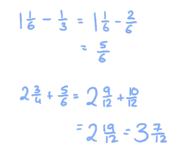 1 1/6 - 1/3 = 1 1/6 - 2/6
= 5/6
2 3/4 + 5/6 = 2 9/12 + 10/12
= 2 19/12 = 3 7/12